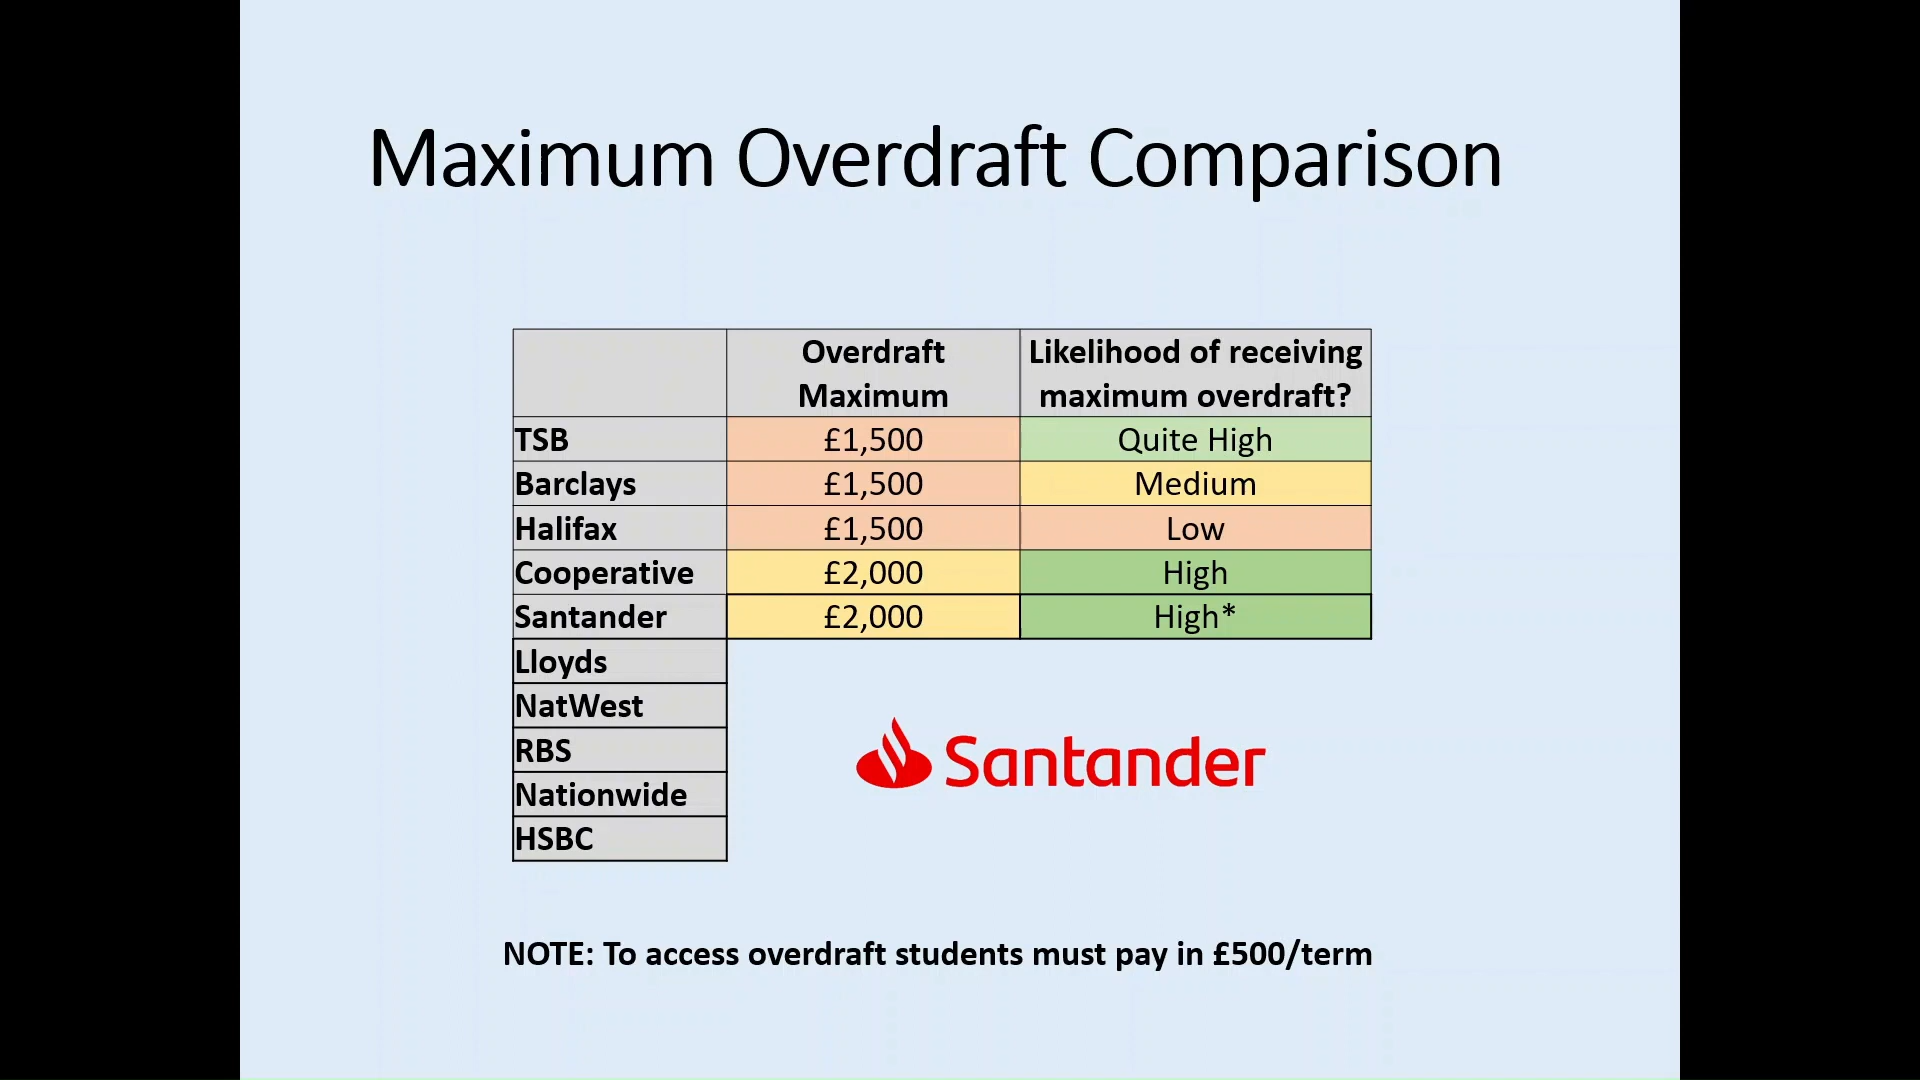 Maximum Overdraft Comparison
Overdraft Maximum
Likelihood of receiving maximum overdraft?
TSB £1,500 Quite High
Barclays £1,500 Medium
Halifax £1,500 Low
Cooperative £2,000 High
Santander £2,000 High*
Lloyds
NatWest
RBS
Nationwide
HSBC
Santander
NOTE: To access overdraft students must pay in £500/term